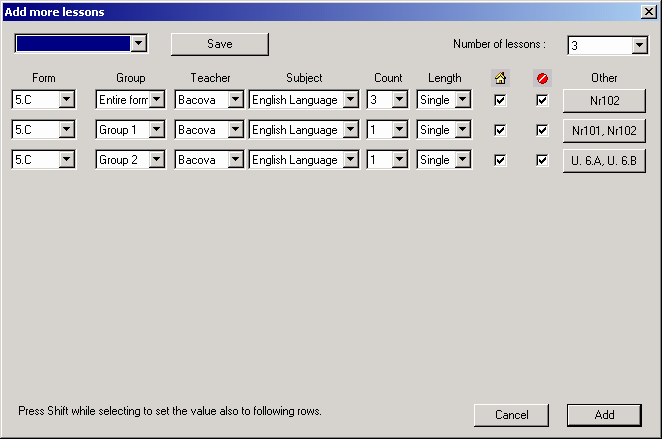 Add more lessons
Save Number of lessons : 3
Form Group Teacher Subject Count Length Other
5.C Entire form Bacova English Language 3 Single Nr102
5.C Group 1 Bacova English Language 1 Single Nr101, Nr102
5.C Group 2 Bacova English Language 1 Single U. 6.A, U. 6.B
Press Shift while selecting to set the value also to following rows.
Cancel Add